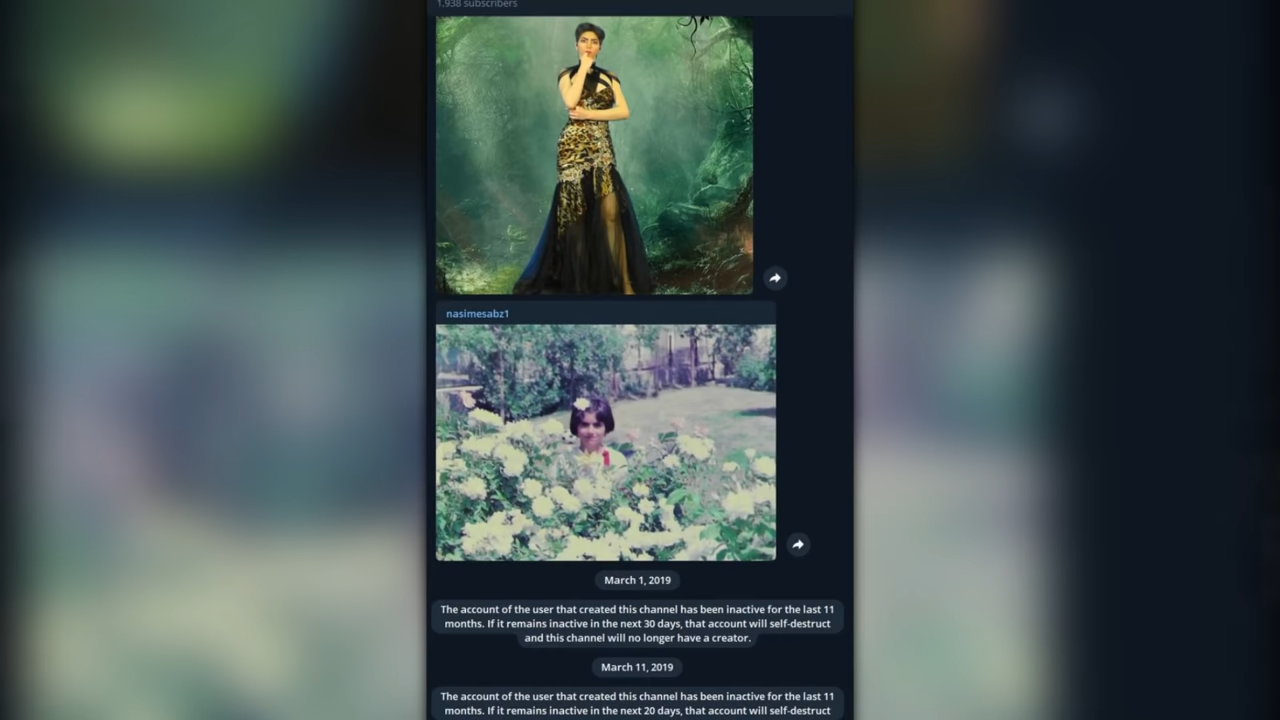 1,938 subscribers
nasimesabz1
March 1, 2019
The account of the user that created this channel has been inactive for the last 11
months. If it remains inactive in the next 30 days, that account will self-destruct
and this channel will no longer have a creator.
March 11, 2019
The account of the user that created this channel has been inactive for the last 11
months. If it remains inactive in the next 20 days, that account will self-destruct